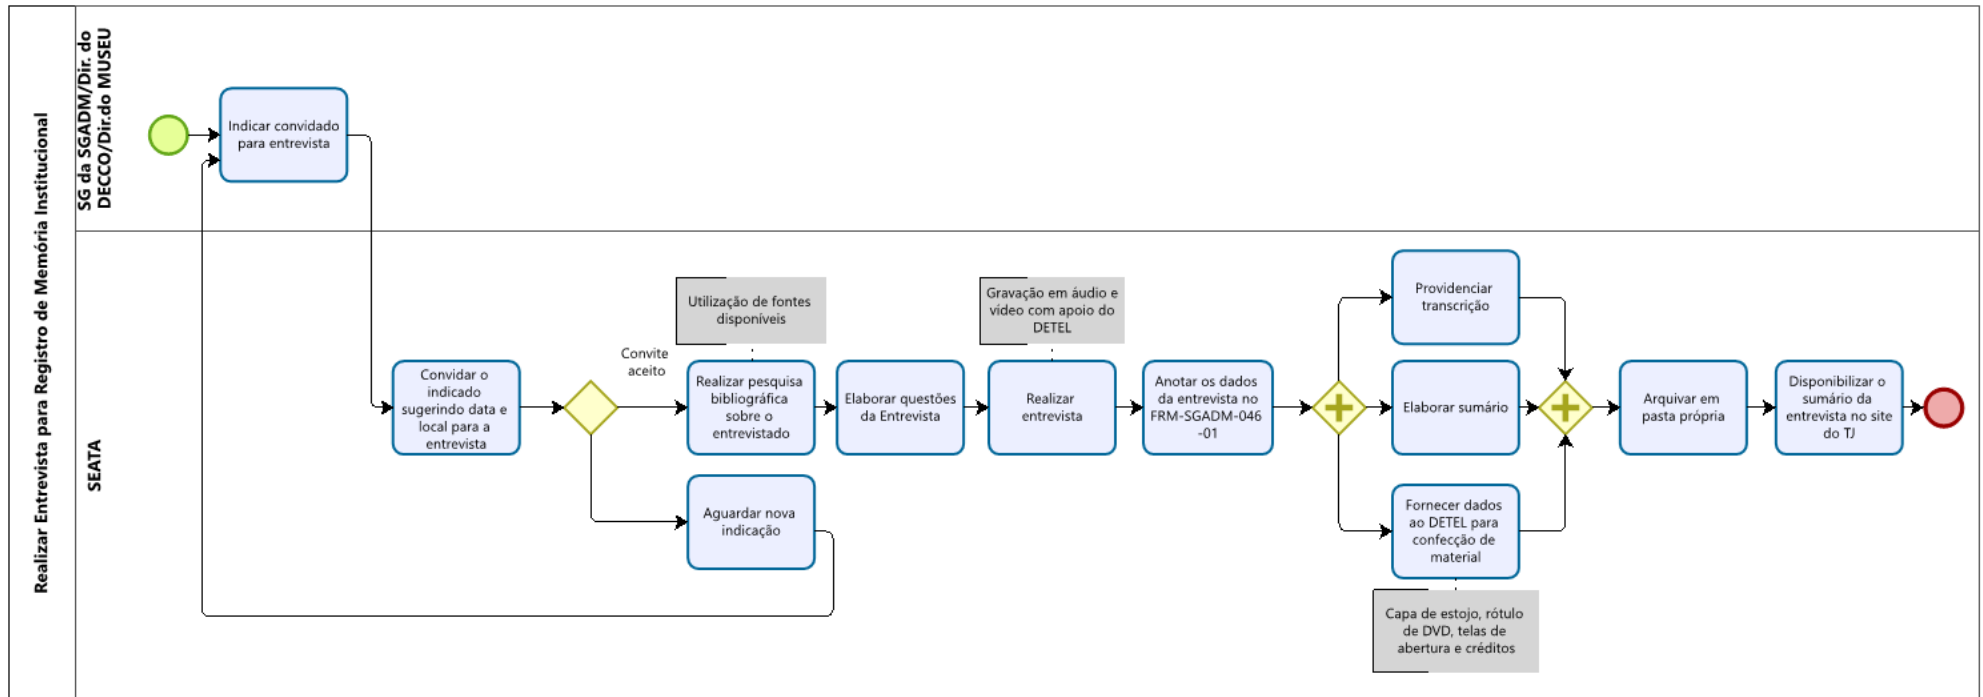 Realizar Entrevista para Registro de Memória Institucional
SG da SGADM/Dir. do
DECCO/Dir.do MUSEU
Indicar convidado
para entrevista
SEATA
Convidar o
indicado
sugerindo data e
local para a
entrevista
Convite
aceito
Utilização de fontes
disponíveis
Realizar pesquisa
bibliográfica
sobre o
entrevistado
Aguardar nova
indicação
Elaborar questões
da Entrevista
Gravação em áudio e
vídeo com apoio do
DETEL
Realizar
entrevista
Anotar os dados
da entrevista no
FRM-SGADM-046
-01
Providenciar
transcrição
Elaborar sumário
Fornecer dados
ao DETEL para
confecção de
material
Capa de estojo, rótulo
de DVD, telas de
abertura e créditos
Arquivar em
pasta própria
Disponibilizar o
sumário da
entrevista no site
do TJ